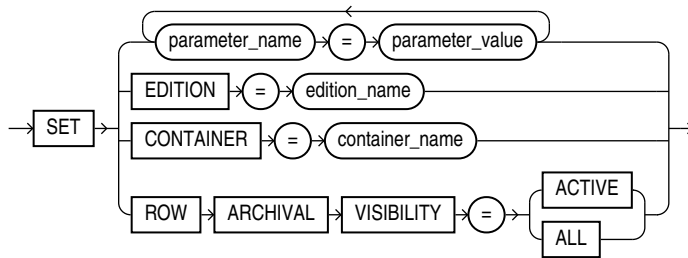 parameter_name = parameter_value
EDITION = edition_name
SET
CONTAINER = container_name
ACTIVE
ROW ARCHIVAL VISIBILITY =
ALL